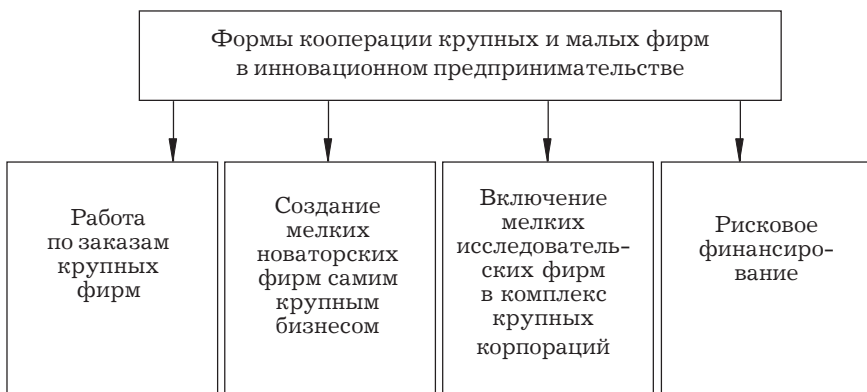 Формы кооперации крупных и малых фирм
в инновационном предпринимательстве
Работа
по заказам
крупных
фирм
Создание
мелких
новаторских
фирм самим
крупным
бизнесом
Включение
мелких
исследователь-
ских фирм
в комплекс
крупных
корпораций
Рисковое
финансиро-
вание